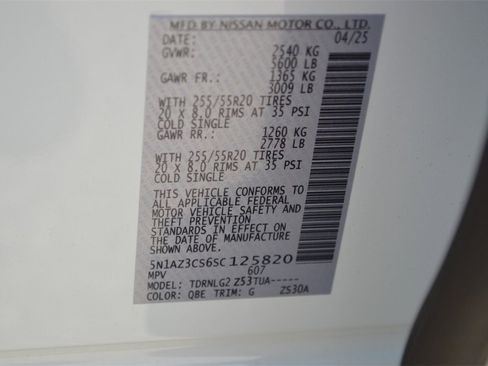 MFD BY NISSAN MOTOR CO., LTD.
DATE: 04/25
GVWR: 2540 KG
5600 LB
GAWR FR.: 1365 KG
3009 LB
WITH 255/55R20 TIRES
20 X 8.0 RIMS AT 35 PSI
COLD SINGLE
GAWR RR.: 1260 KG
2778 LB
WITH 255/55R20 TIRES
20 X 8.0 RIMS AT 35 PSI
COLD SINGLE
THIS VEHICLE CONFORMS TO
ALL APPLICABLE FEDERAL
MOTOR VEHICLE SAFETY AND
THEFT PREVENTION
STANDARDS IN EFFECT ON
THE DATE OF MANUFACTURE
SHOWN ABOVE.
5N1AZ3CS6SC125820
MPV 607
MODEL: TDRNLG2 Z53TUA-----
COLOR: QBE TRIM: G ZS30A